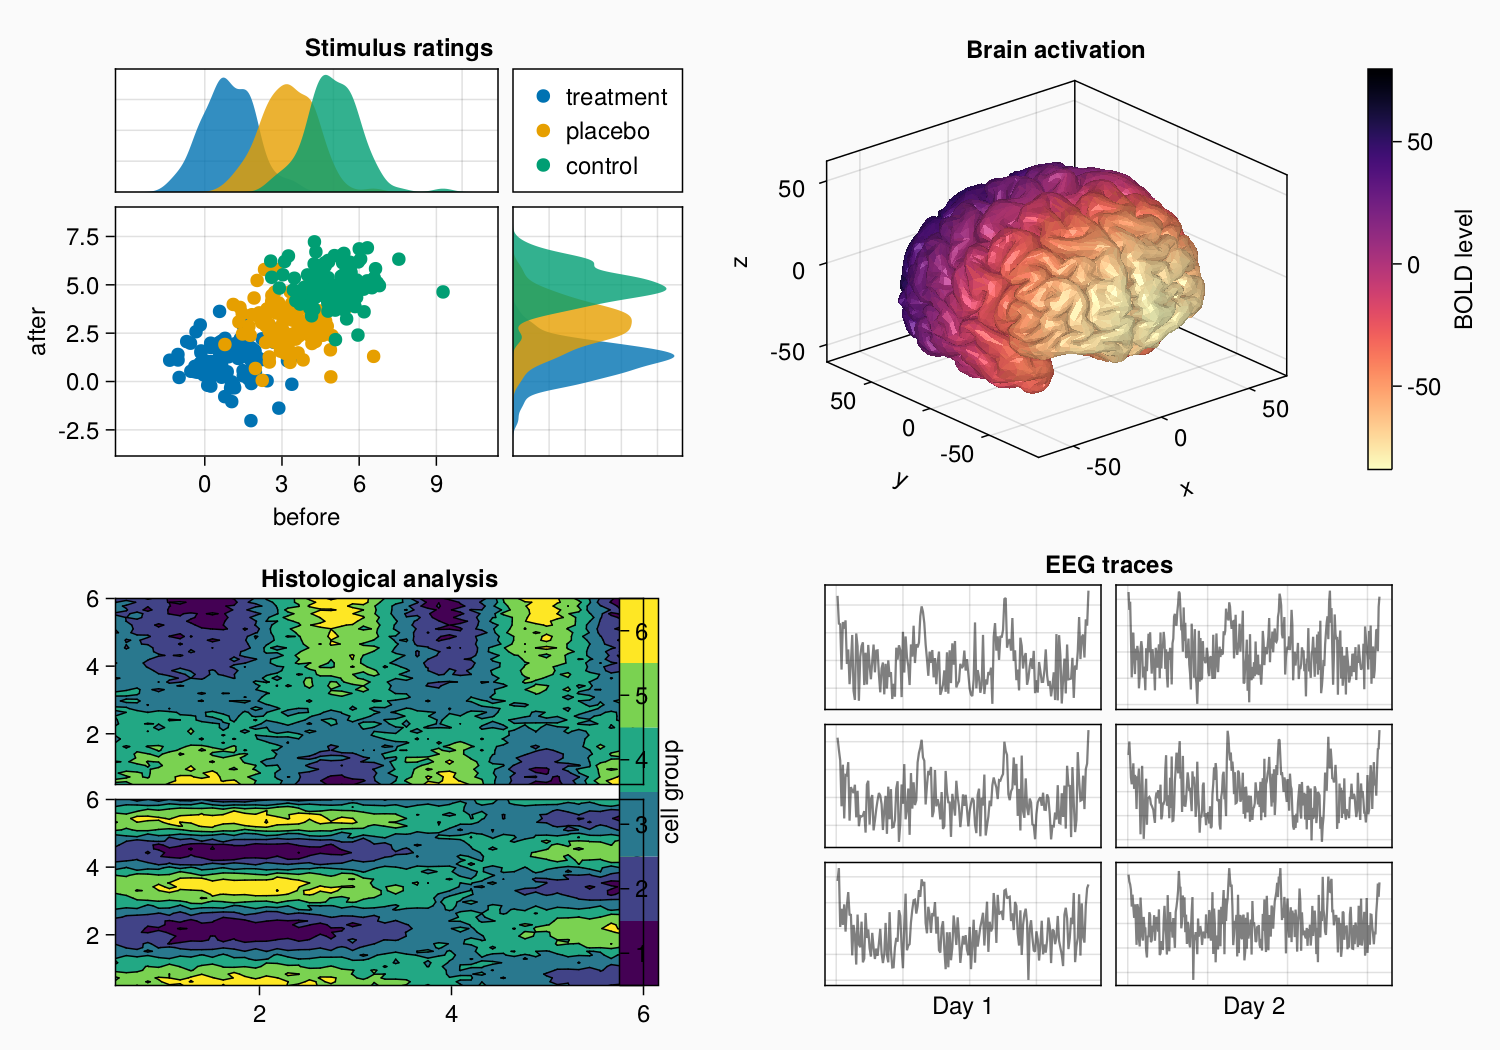 Stimulus ratings
treatment
placebo
control
7.5
5.0
2.5
0.0
-2.5
after
0 3 6 9
before
Brain activation
50
0
-50
z
50
0
-50
y
-50
0
50
x
50
0
-50
BOLD level
Histological analysis
6
4
2
6
4
2
2 4 6
6
5
4
3
2
1
cell group
EEG traces
Day 1 Day 2